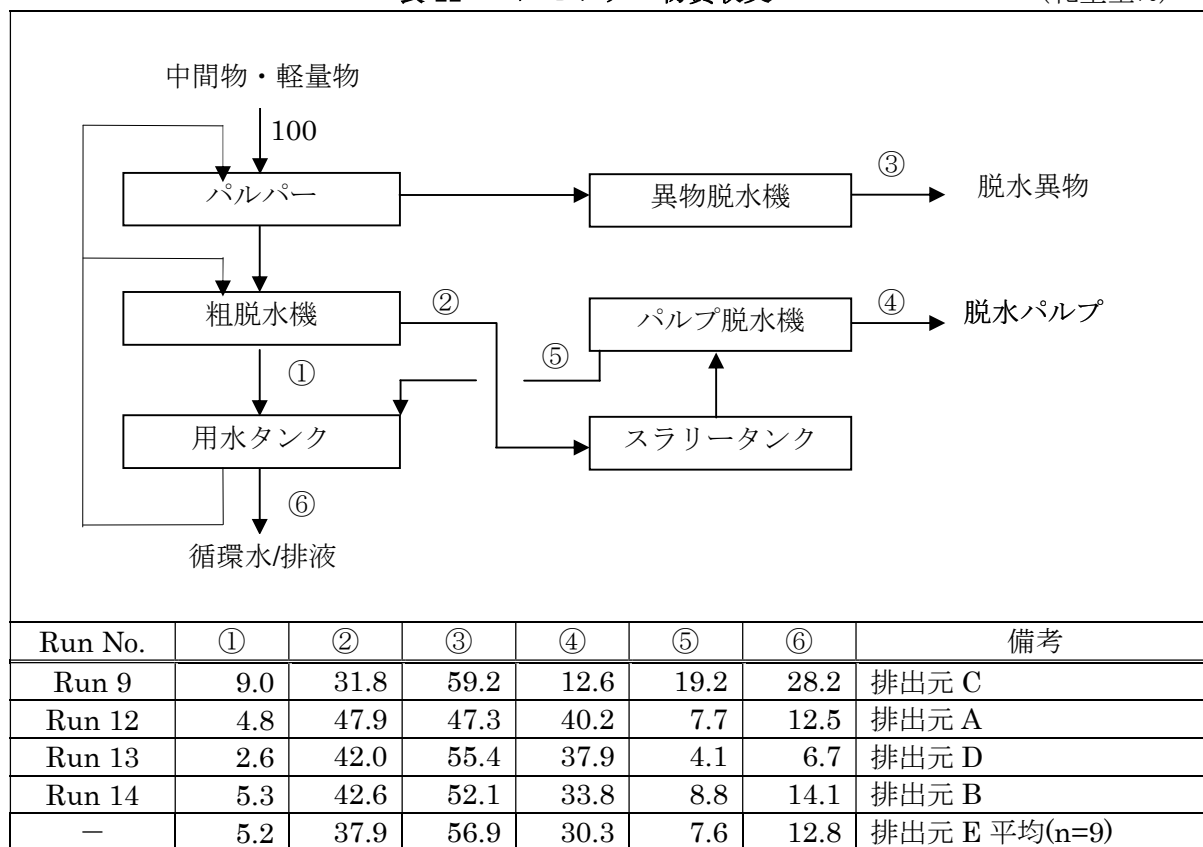 中間物・軽量物
100
パルパー
異物脱水機
③
脱水異物
粗脱水機
②
パルプ脱水機
④
脱水パルプ
⑤
①
用水タンク
スラリータンク
⑥
循環水/排液
Run No. ① ② ③ ④ ⑤ ⑥ 備考
Run 9 9.0 31.8 59.2 12.6 19.2 28.2 排出元 C
Run 12 4.8 47.9 47.3 40.2 7.7 12.5 排出元 A
Run 13 2.6 42.0 55.4 37.9 4.1 6.7 排出元 D
Run 14 5.3 42.6 52.1 33.8 8.8 14.1 排出元 B
― 5.2 37.9 56.9 30.3 7.6 12.8 排出元 E 平均(n=9)